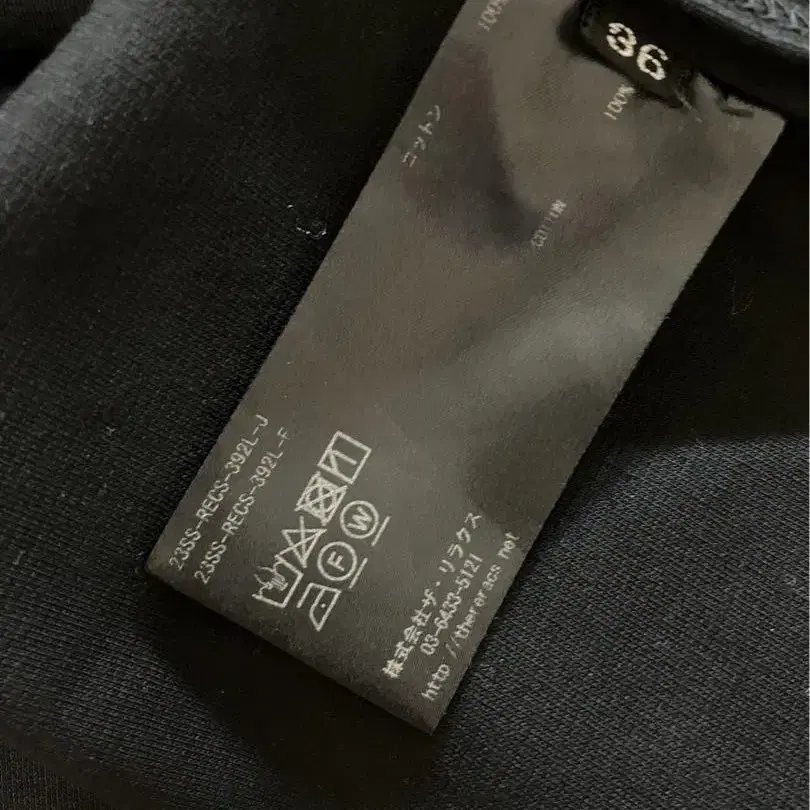 36
コットン 100%
COTTON 100%
23SS-RECS-392L-J
23SS-RECS-392L-F
F W
株式会社ザ・リラクス
03-6433-5121
http://thereracs.net